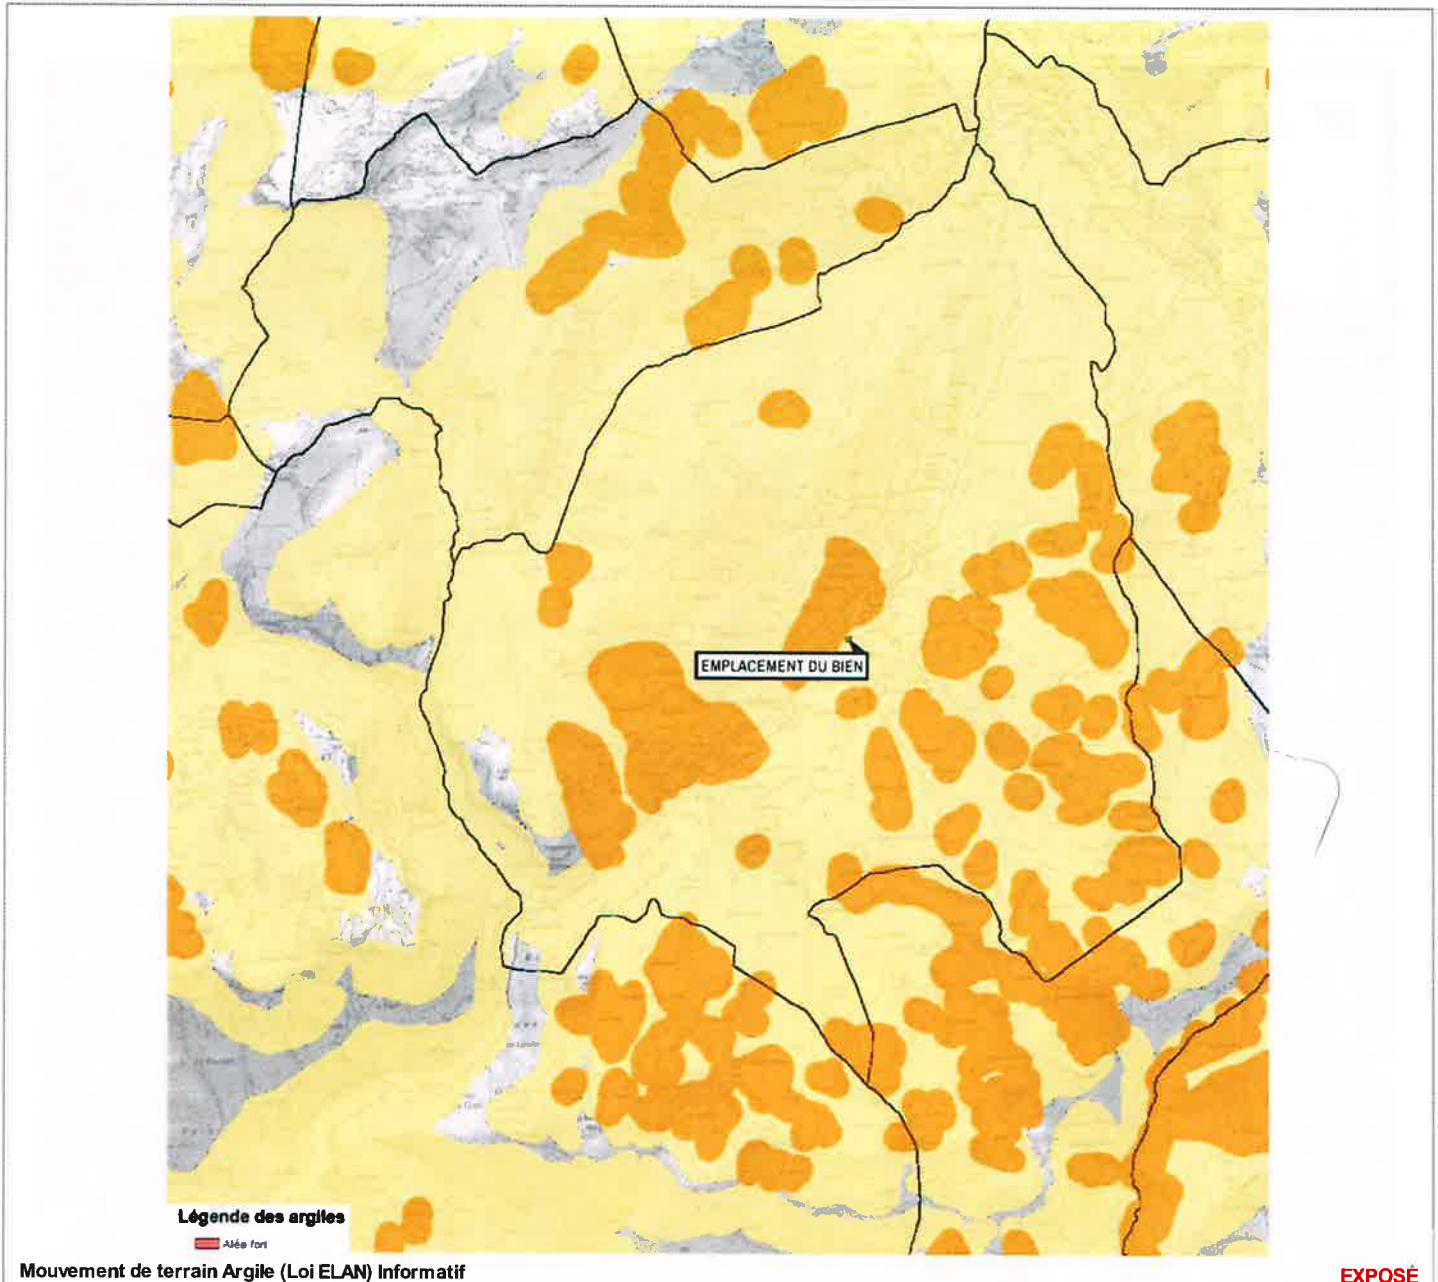 EMPLACEMENT DU BIEN
Légende des argiles
Aléa fort
Mouvement de terrain Argile (Loi ELAN) Informatif
EXPOSÉ